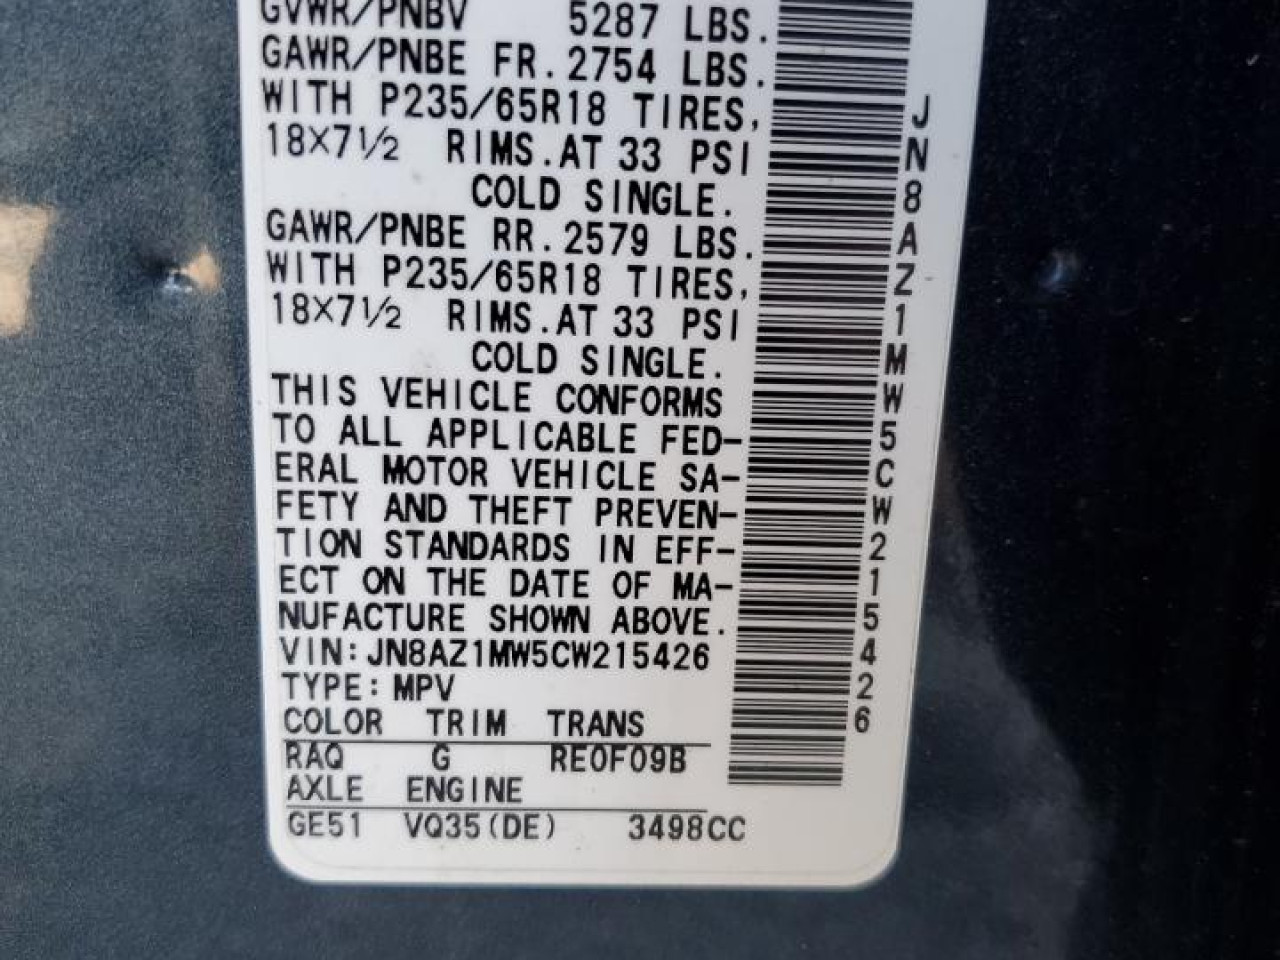 GVWR/PNBV 5287 LBS.
GAWR/PNBE FR. 2754 LBS.
WITH P235/65R18 TIRES,
18X7½ RIMS. AT 33 PSI
COLD SINGLE.
GAWR/PNBE RR. 2579 LBS.
WITH P235/65R18 TIRES,
18X7½ RIMS. AT 33 PSI
COLD SINGLE.
THIS VEHICLE CONFORMS
TO ALL APPLICABLE FED-
ERAL MOTOR VEHICLE SA-
FETY AND THEFT PREVEN-
TION STANDARDS IN EFF-
ECT ON THE DATE OF MA-
NUFACTURE SHOWN ABOVE.
VIN: JN8AZ1MW5CW215426
TYPE: MPV
COLOR TRIM TRANS
RAQ G RE0F09B
AXLE ENGINE
GE51 VQ35(DE) 3498CC
JN8AZ1MW5CW215426